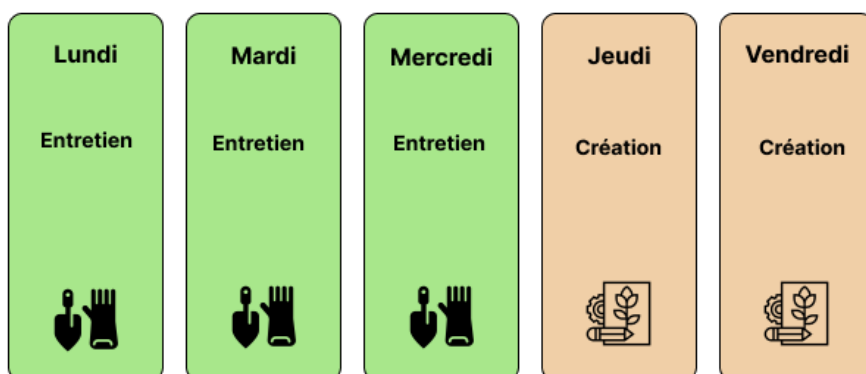 Lundi
Entretien
Mardi
Entretien
Mercredi
Entretien
Jeudi
Création
Vendredi
Création